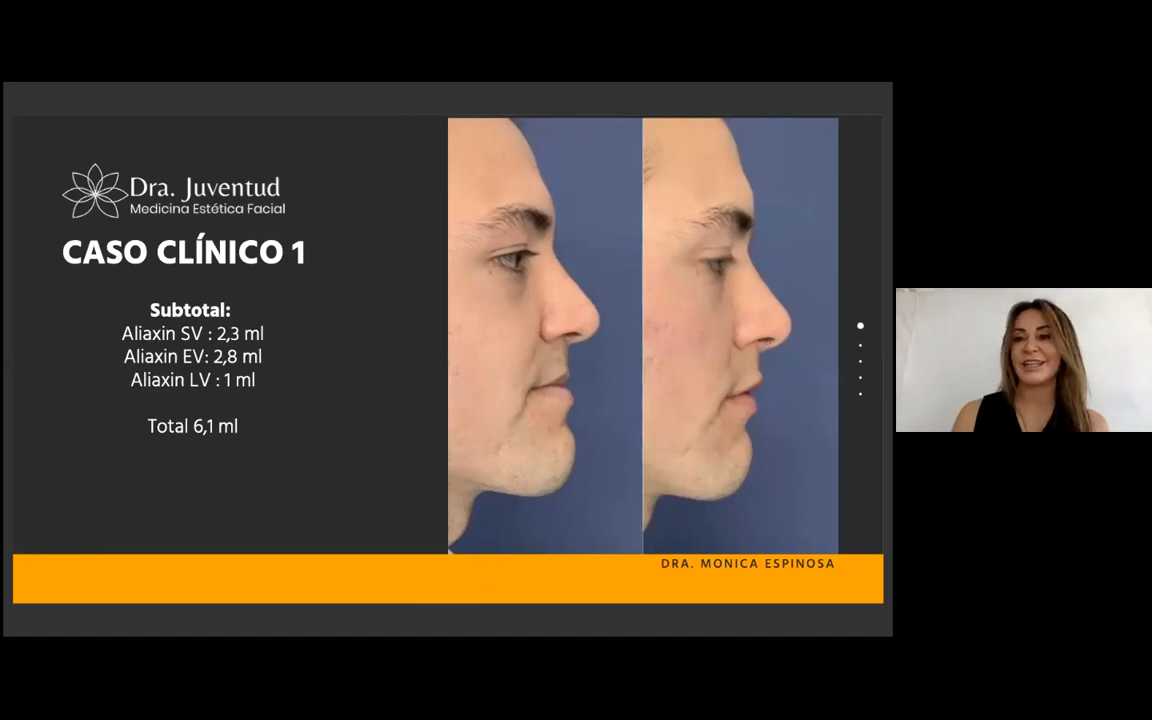 Dra. Juventud
Medicina Estética Facial
CASO CLÍNICO 1
Subtotal:
Aliaxin SV : 2,3 ml
Aliaxin EV: 2,8 ml
Aliaxin LV : 1 ml
Total 6,1 ml
DRA. MONICA ESPINOSA